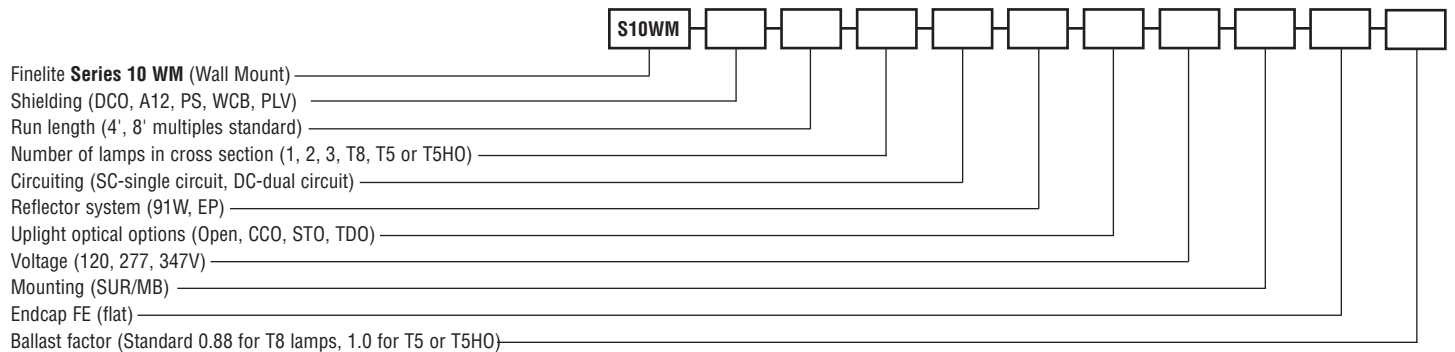 S10WM
Finelite Series 10 WM (Wall Mount)
Shielding (DCO, A12, PS, WCB, PLV)
Run length (4', 8' multiples standard)
Number of lamps in cross section (1, 2, 3, T8, T5 or T5HO)
Circuiting (SC-single circuit, DC-dual circuit)
Reflector system (91W, EP)
Uplight optical options (Open, CCO, STO, TDO)
Voltage (120, 277, 347V)
Mounting (SUR/MB)
Endcap FE (flat)
Ballast factor (Standard 0.88 for T8 lamps, 1.0 for T5 or T5HO)